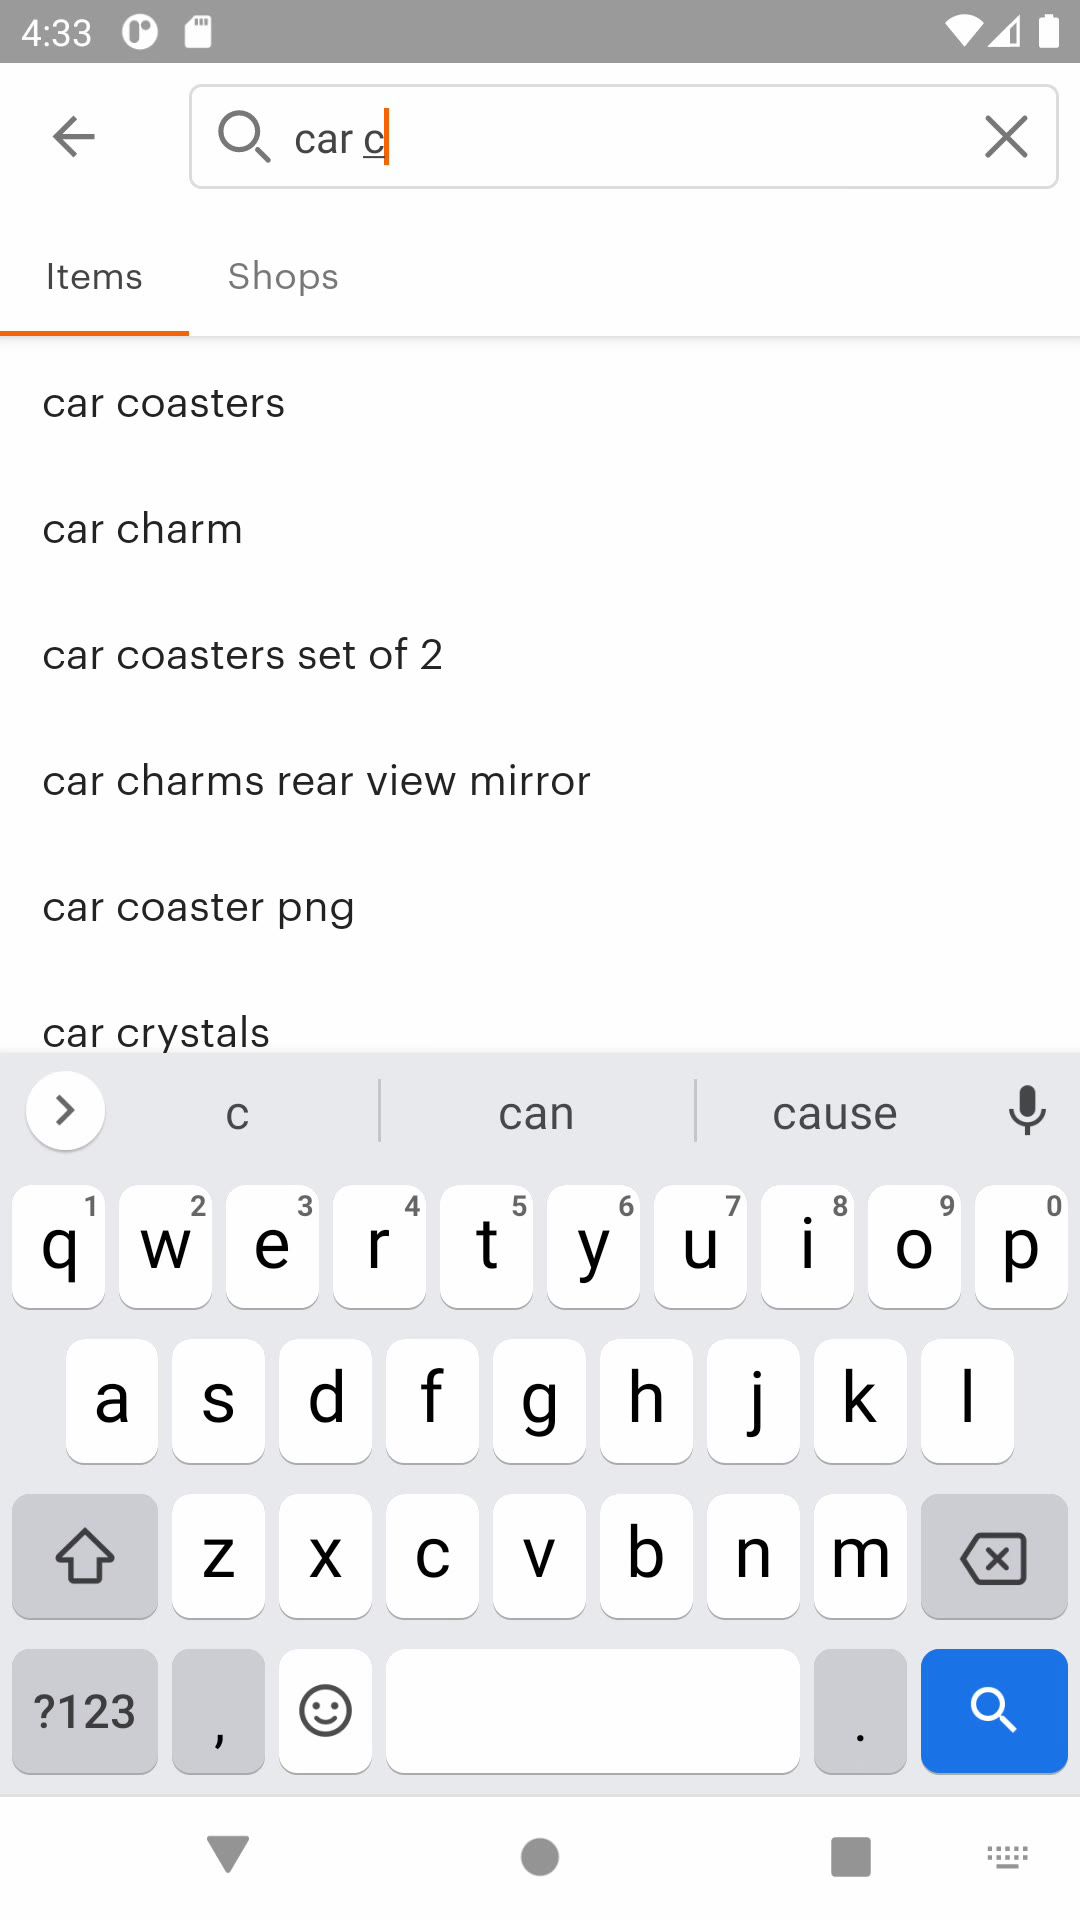 4:33
car c
Items Shops
car coasters
car charm
car coasters set of 2
car charms rear view mirror
car coaster png
car crystals
c can cause
q 1 w 2 e 3 r 4 t 5 y 6 u 7 i 8 o 9 p 0
a s d f g h j k l
z x c v b n m
?123 , .